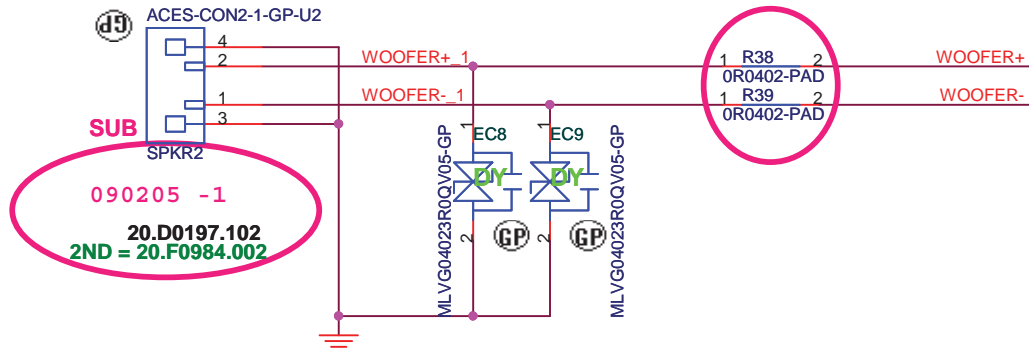 GP
ACES-CON2-1-GP-U2
4
2
1
3
SUB
SPKR2
090205 -1
20.D0197.102
2ND = 20.F0984.002
WOOFER+_1
WOOFER-_1
1
R38
2
0R0402-PAD
1
R39
2
0R0402-PAD
WOOFER+
WOOFER-
1
EC8
DY
2
GP
MLVG04023R0QV05-GP
1
EC9
DY
2
GP
MLVG04023R0QV05-GP